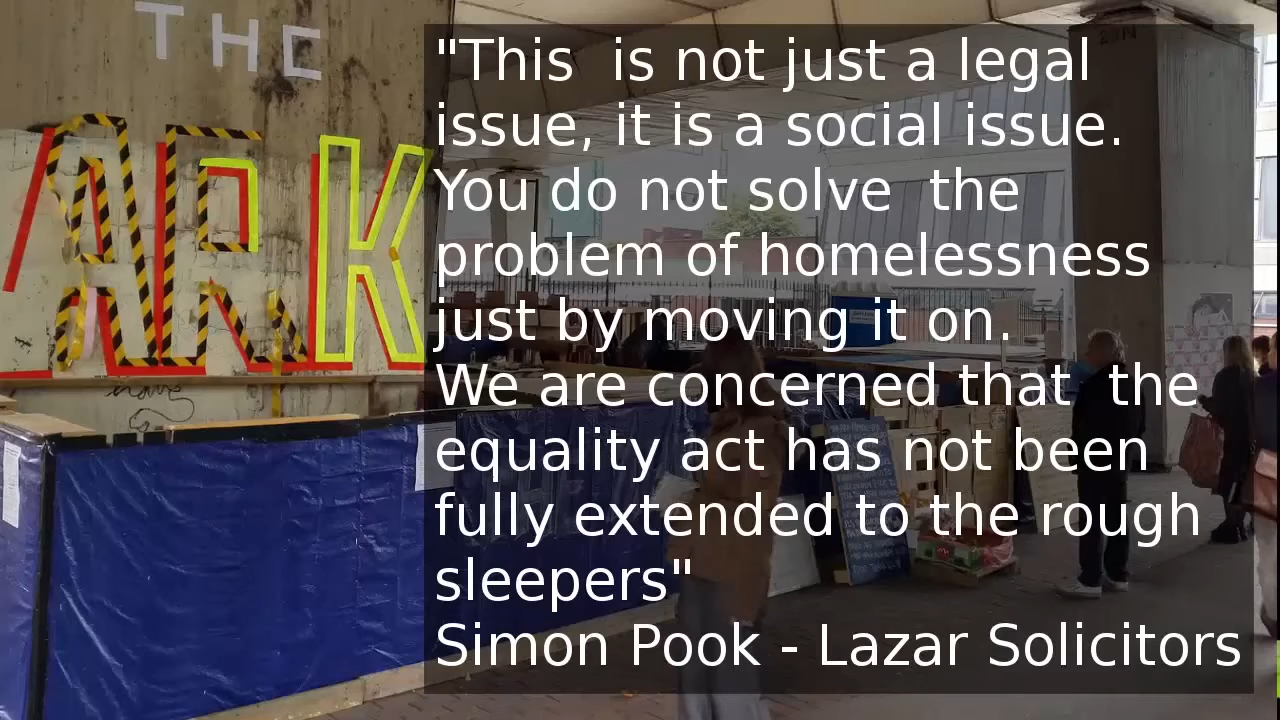 THE
ARK
"This  is not just a legal
issue, it is a social issue.
You do not solve  the
problem of homelessness
just by moving it on.
We are concerned that  the
equality act has not been
fully extended to the rough
sleepers"
Simon Pook - Lazar Solicitors